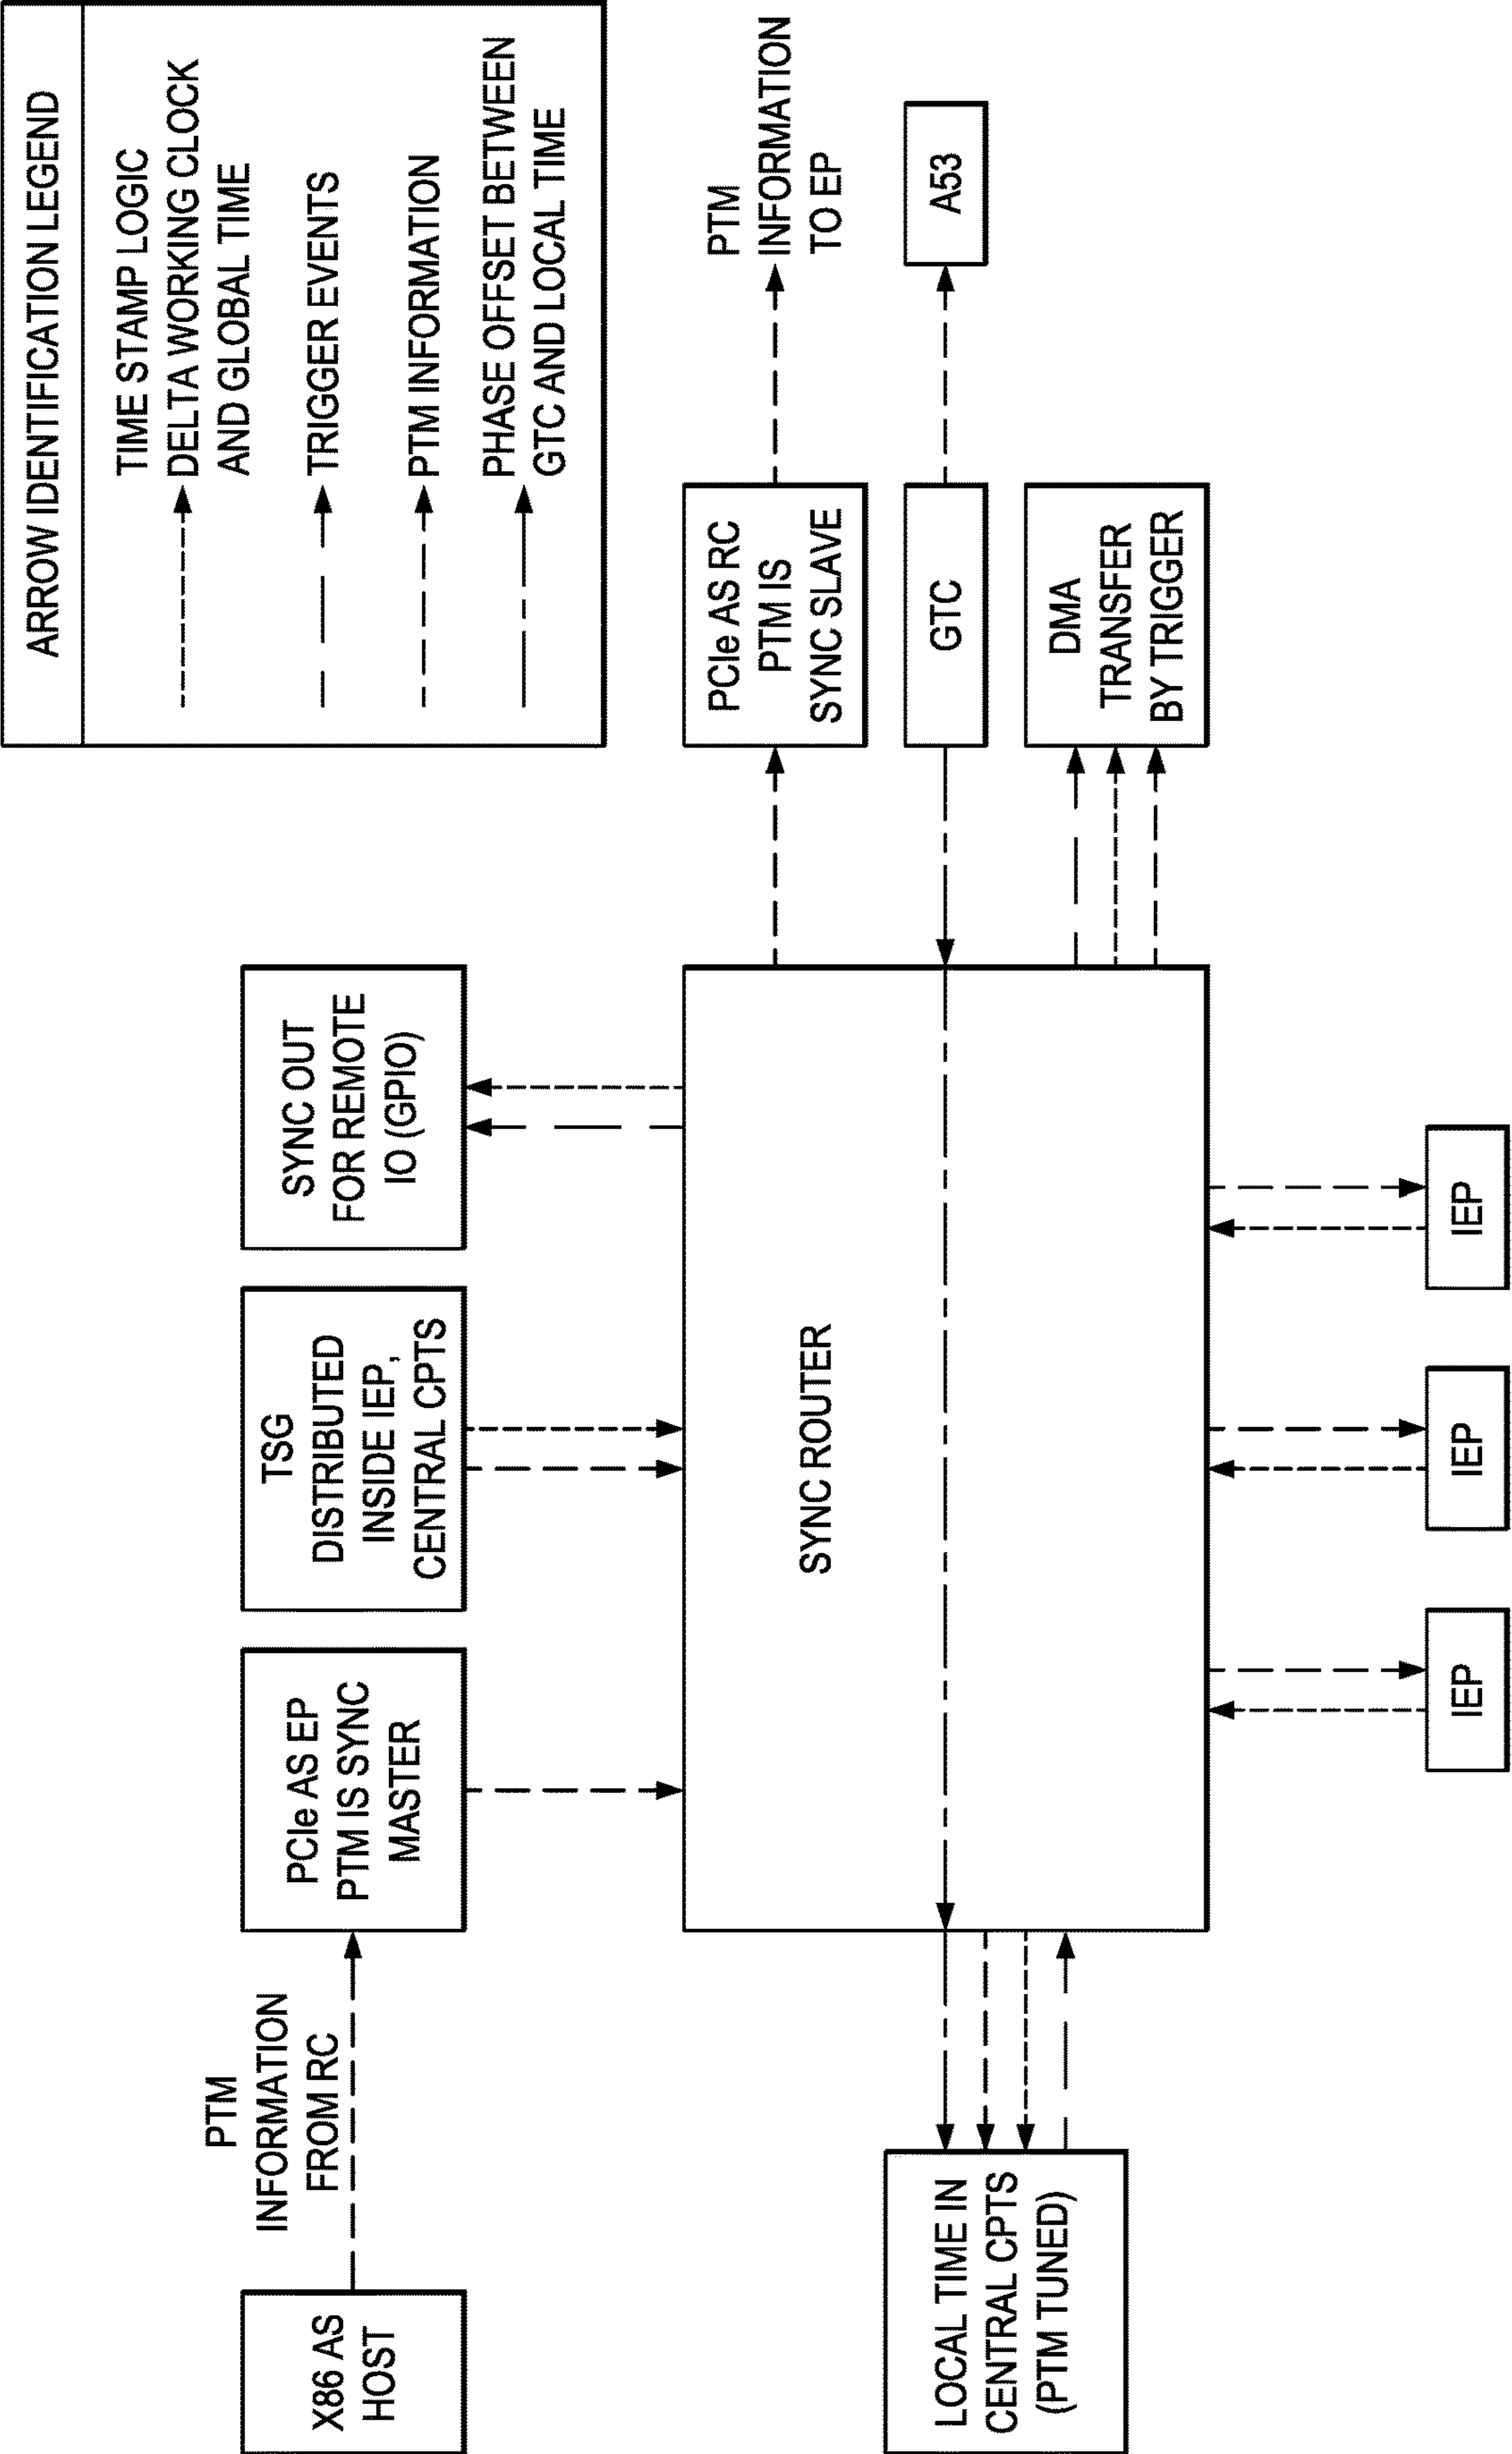 ARROW IDENTIFICATION LEGEND
TIME STAMP LOGIC
DELTA WORKING CLOCK
AND GLOBAL TIME
TRIGGER EVENTS
PTM INFORMATION
PHASE OFFSET BETWEEN
GTC AND LOCAL TIME
X86 AS
HOST
PTM
INFORMATION
FROM RC
PCIe AS EP
PTM IS SYNC
MASTER
TSG
DISTRIBUTED
INSIDE IEP,
CENTRAL CPTS
SYNC OUT
FOR REMOTE
IO (GPIO)
LOCAL TIME IN
CENTRAL CPTS
(PTM TUNED)
SYNC ROUTER
PCIe AS RC
PTM IS
SYNC SLAVE
PTM
INFORMATION
TO EP
GTC
A53
DMA
TRANSFER
BY TRIGGER
IEP
IEP
IEP